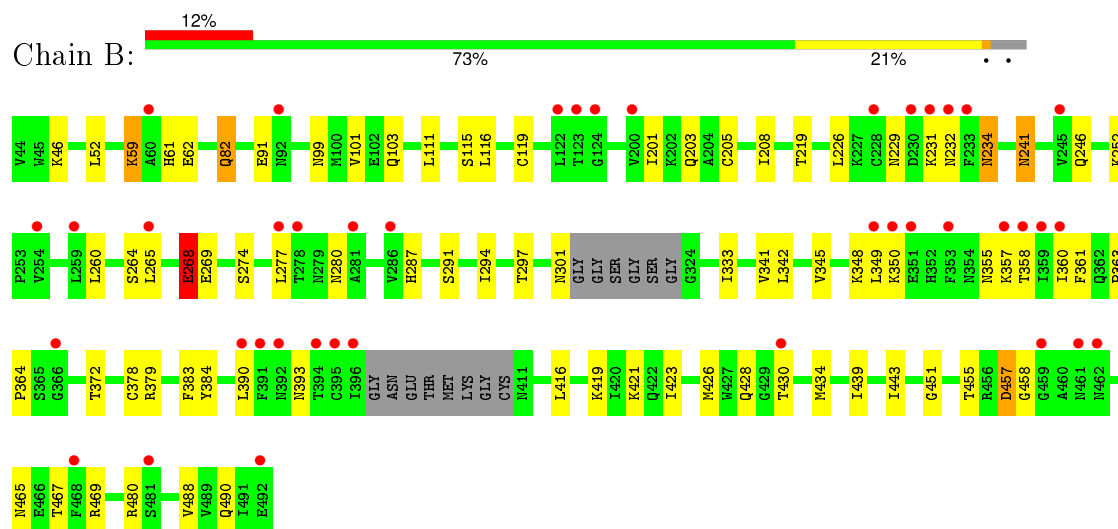 12%
Chain B:
73% 21% • •
V44 W45 K46 L52 K59 A60 H61 E62 Q82 E91 N92 N99 M100 V101 E102 Q103 L111 S115 L116 C119 L122 T123 G124 V200 I201 K202 Q203 A204 C205 I208 T219 L226 K227 C228 N229 D230 K231 N232 F233 N234 N241 V245 Q246 K252
P253 V254 L259 L260 S264 L265 E268 E269 S274 L277 T278 N279 N280 A281 V286 H287 S291 I294 T297 N301 GLY GLY SER GLY SER GLY G324 I333 V341 L342 V345 K348 L349 K350 E351 H352 F353 N354 N355 K357 T358 I359 I360 F361 Q362 P363
P364 S365 G366 T372 C378 R379 F383 Y384 L390 F391 N392 N393 T394 C395 I396 GLY ASN GLU THR MET LYS GLY CYS N411 L416 K419 I420 K421 Q422 I423 M426 W427 Q428 G429 T430 M434 I439 I443 G451 T455 R456 D457 G458 G459 A460 N461 N462
N465 E466 T467 F468 R469 R480 S481 V488 V489 Q490 I491 E492